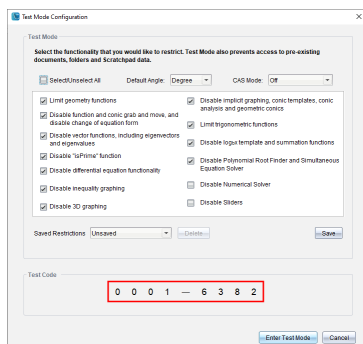 Test Mode Configuration
Test Mode
Select the functionality that you would like to restrict. Test Mode also prevents access to pre-existing
documents, folders and Scratchpad data.
Select/Unselect All Default Angle: Degree CAS Mode: Off
Limit geometry functions
Disable function and conic grab and move, and
disable change of equation form
Disable vector functions, including eigenvectors
and eigenvalues
Disable "isPrime" function
Disable differential equation functionality
Disable inequality graphing
Disable 3D graphing
Disable implicit graphing, conic templates, conic
analysis and geometric conics
Limit trigonometric functions
Disable logbx template and summation functions
Disable Polynomial Root Finder and Simultaneous
Equation Solver
Disable Numerical Solver
Disable Sliders
Saved Restrictions Unsaved Delete Save
Test Code
0 0 0 1 — 6 3 8 2
Enter Test Mode Cancel